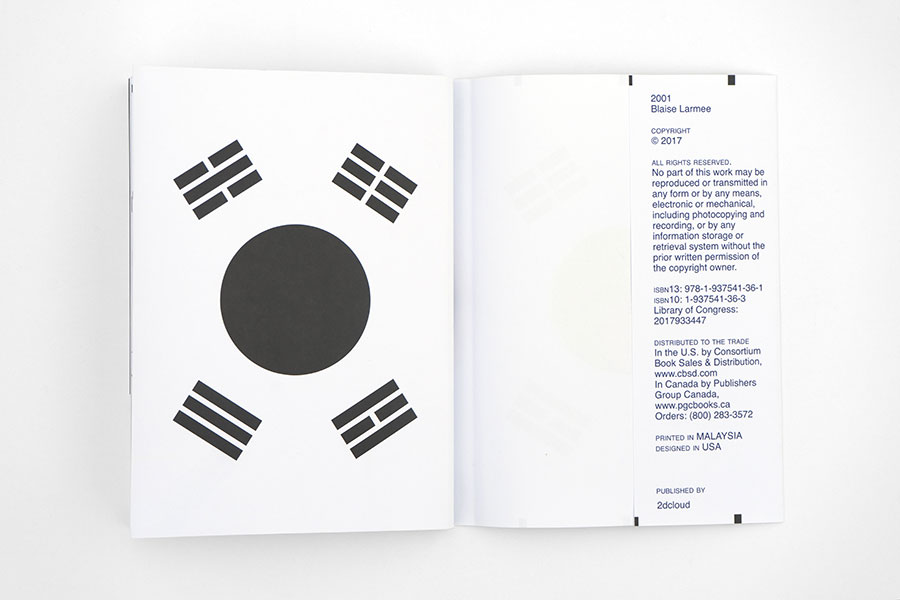 2001
Blaise Larmee
COPYRIGHT
© 2017
ALL RIGHTS RESERVED.
No part of this work may be
reproduced or transmitted in
any form or by any means,
electronic or mechanical,
including photocopying and
recording, or by any
information storage or
retrieval system without the
prior written permission of
the copyright owner.
ISBN13: 978-1-937541-36-1
ISBN10: 1-937541-36-3
Library of Congress:
2017933447
DISTRIBUTED TO THE TRADE
In the U.S. by Consortium
Book Sales & Distribution,
www.cbsd.com
In Canada by Publishers
Group Canada,
www.pgcbooks.ca
Orders: (800) 283-3572
PRINTED IN MALAYSIA
DESIGNED IN USA
PUBLISHED BY
2dcloud